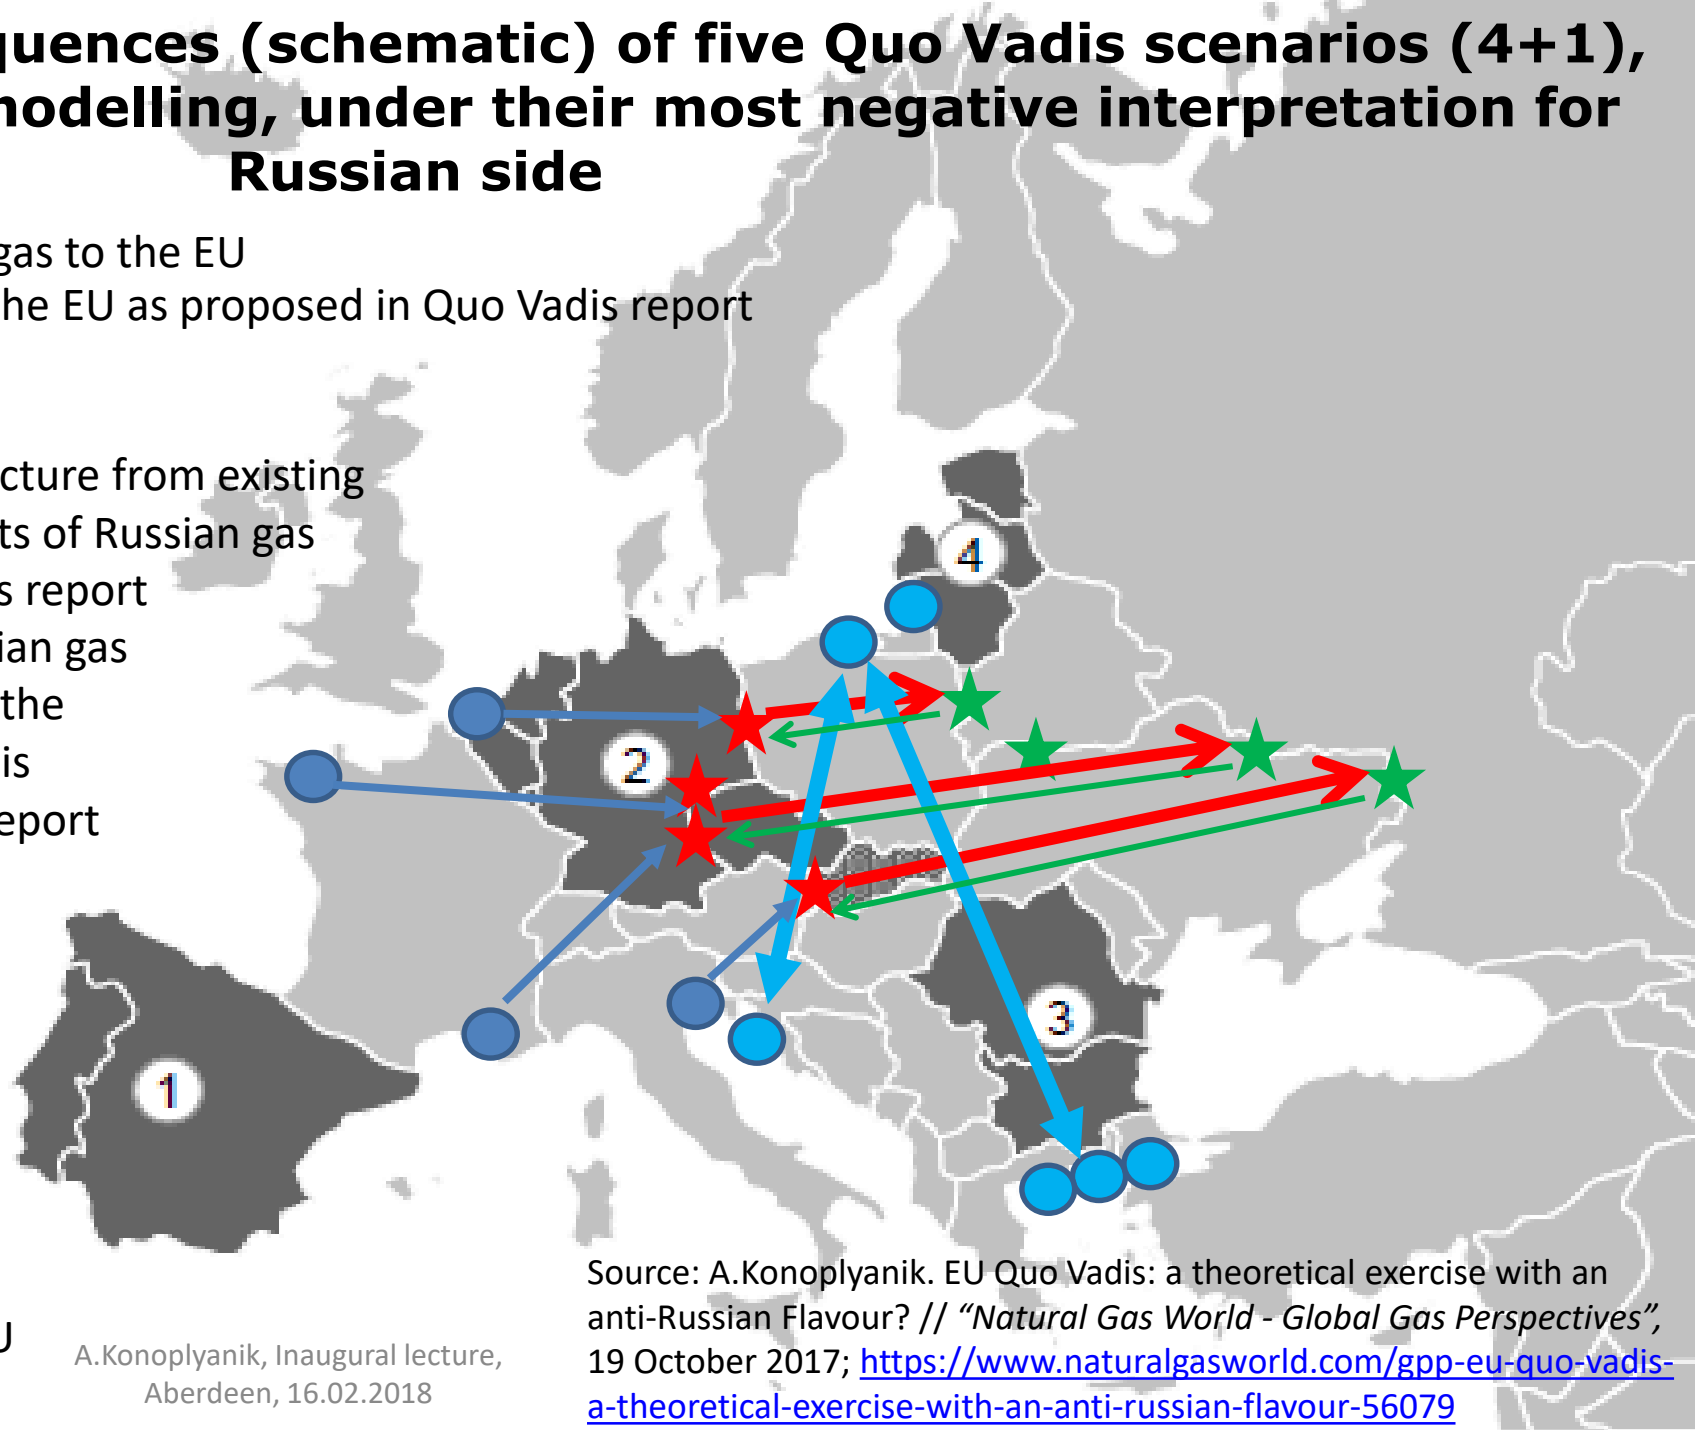 quences (schematic) of five Quo Vadis scenarios (4+1),
modelling, under their most negative interpretation for
Russian side
gas to the EU
he EU as proposed in Quo Vadis report
cture from existing
ts of Russian gas
s report
ian gas
the
is
eport
4
2
3
1
U
A.Konoplyanik, Inaugural lecture,
Aberdeen, 16.02.2018
Source: A.Konoplyanik. EU Quo Vadis: a theoretical exercise with an
anti-Russian Flavour? // “Natural Gas World - Global Gas Perspectives”,
19 October 2017; https://www.naturalgasworld.com/gpp-eu-quo-vadis-
a-theoretical-exercise-with-an-anti-russian-flavour-56079